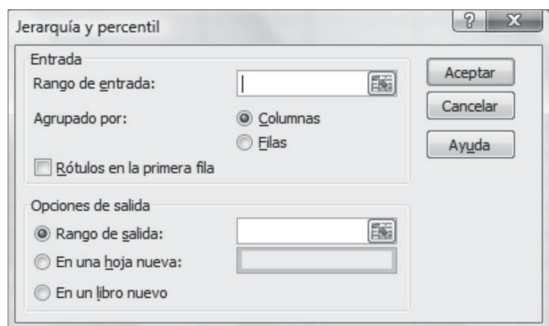 Jerarquía y percentil
Entrada
Rango de entrada:
Agrupado por:
Columnas
Filas
Rótulos en la primera fila
Opciones de salida
Rango de salida:
En una hoja nueva:
En un libro nuevo
Aceptar
Cancelar
Ayuda